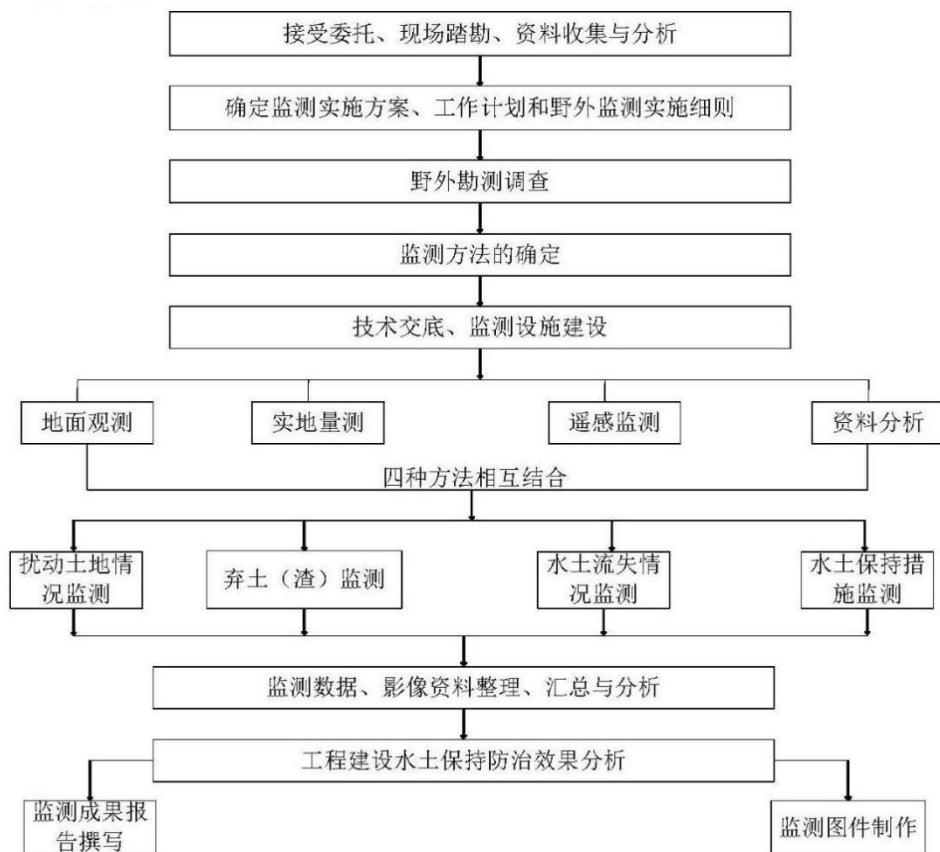 接受委托、现场踏勘、资料收集与分析
确定监测实施方案、工作计划和野外监测实施细则
野外勘测调查
监测方法的确定
技术交底、监测设施建设
地面观测
实地量测
遥感监测
资料分析
四种方法相互结合
扰动土地情
况监测
弃土（渣）监测
水土流失情
况监测
水土保持措
施监测
监测数据、影像资料整理、汇总与分析
工程建设水土保持防治效果分析
监测成果报
告撰写
监测图件制作